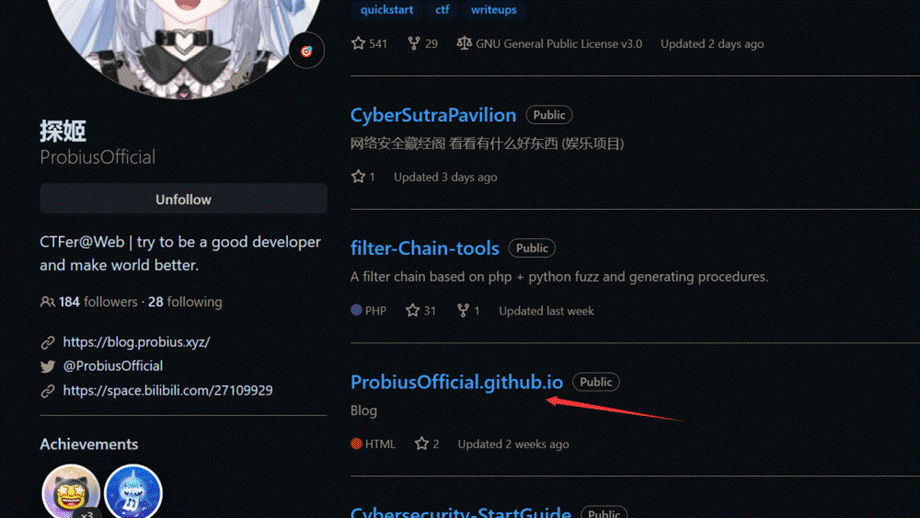 探姬
ProbiusOfficial
Unfollow
CTFer@Web | try to be a good developer
and make world better.
184 followers · 28 following
https://blog.probius.xyz/
@ProbiusOfficial
https://space.bilibili.com/27109929
Achievements
x3
quickstart ctf writeups
541 29 GNU General Public License v3.0 Updated 2 days ago
CyberSutraPavilion Public
网络安全藏经阁 看看有什么好东西 (娱乐项目)
1 Updated 3 days ago
filter-Chain-tools Public
A filter chain based on php + python fuzz and generating procedures.
PHP 31 1 Updated last week
ProbiusOfficial.github.io Public
Blog
HTML 2 Updated 2 weeks ago
Cybersecurity-StartGuide Public